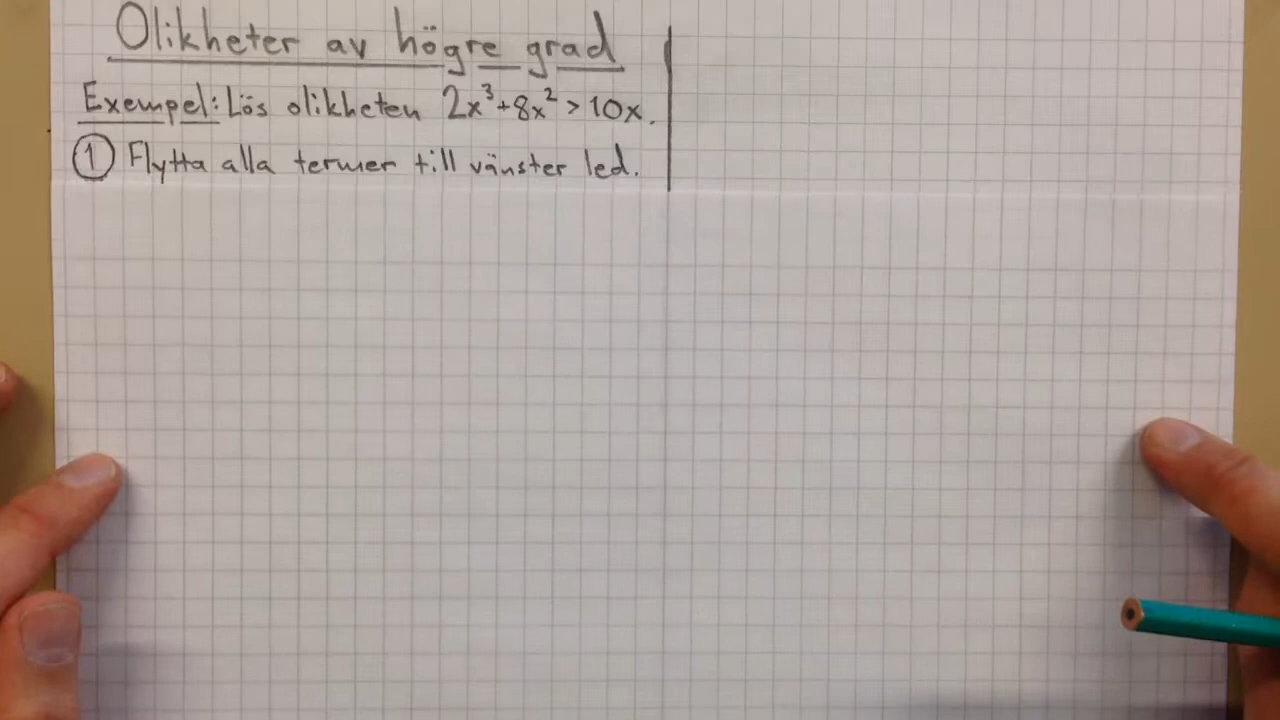 Olikheter av högre grad
Exempel: Lös olikheten 2x³+8x²>10x.
① Flytta alla termer till vänster led.